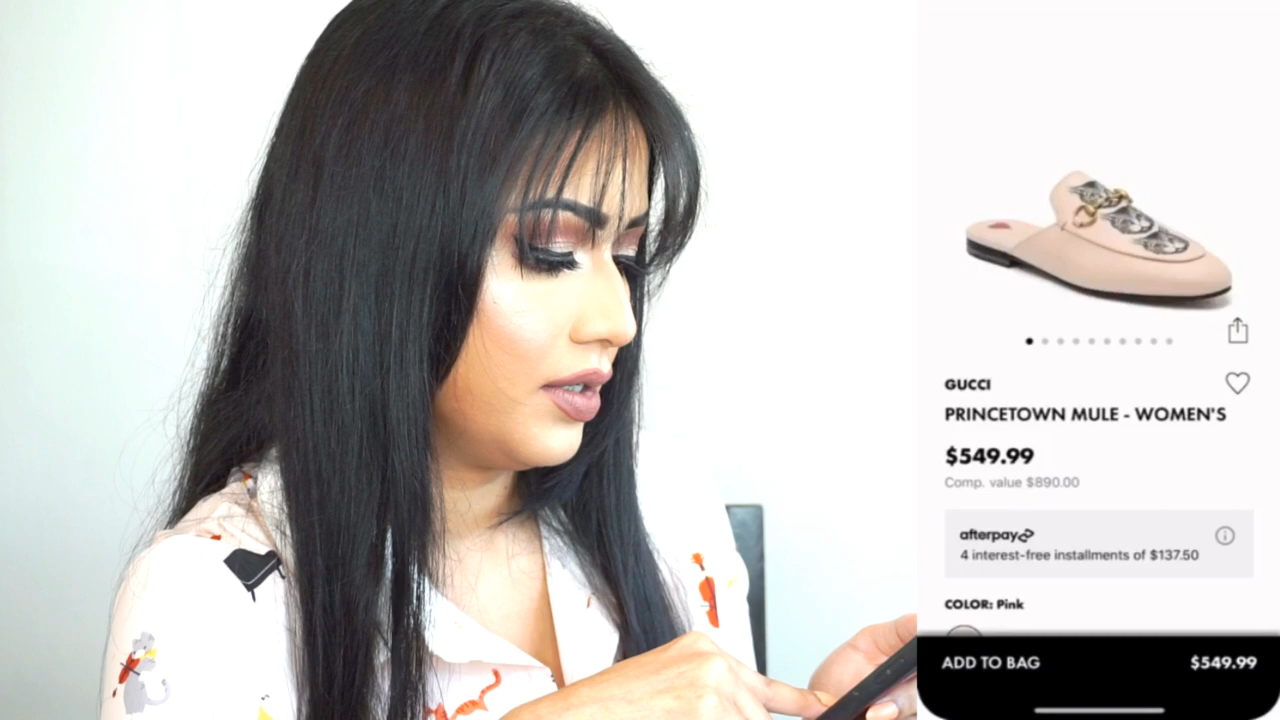 GUCCI
PRINCETOWN MULE - WOMEN'S
$549.99
Comp. value $890.00
afterpay
4 interest-free installments of $137.50
COLOR: Pink
ADD TO BAG $549.99